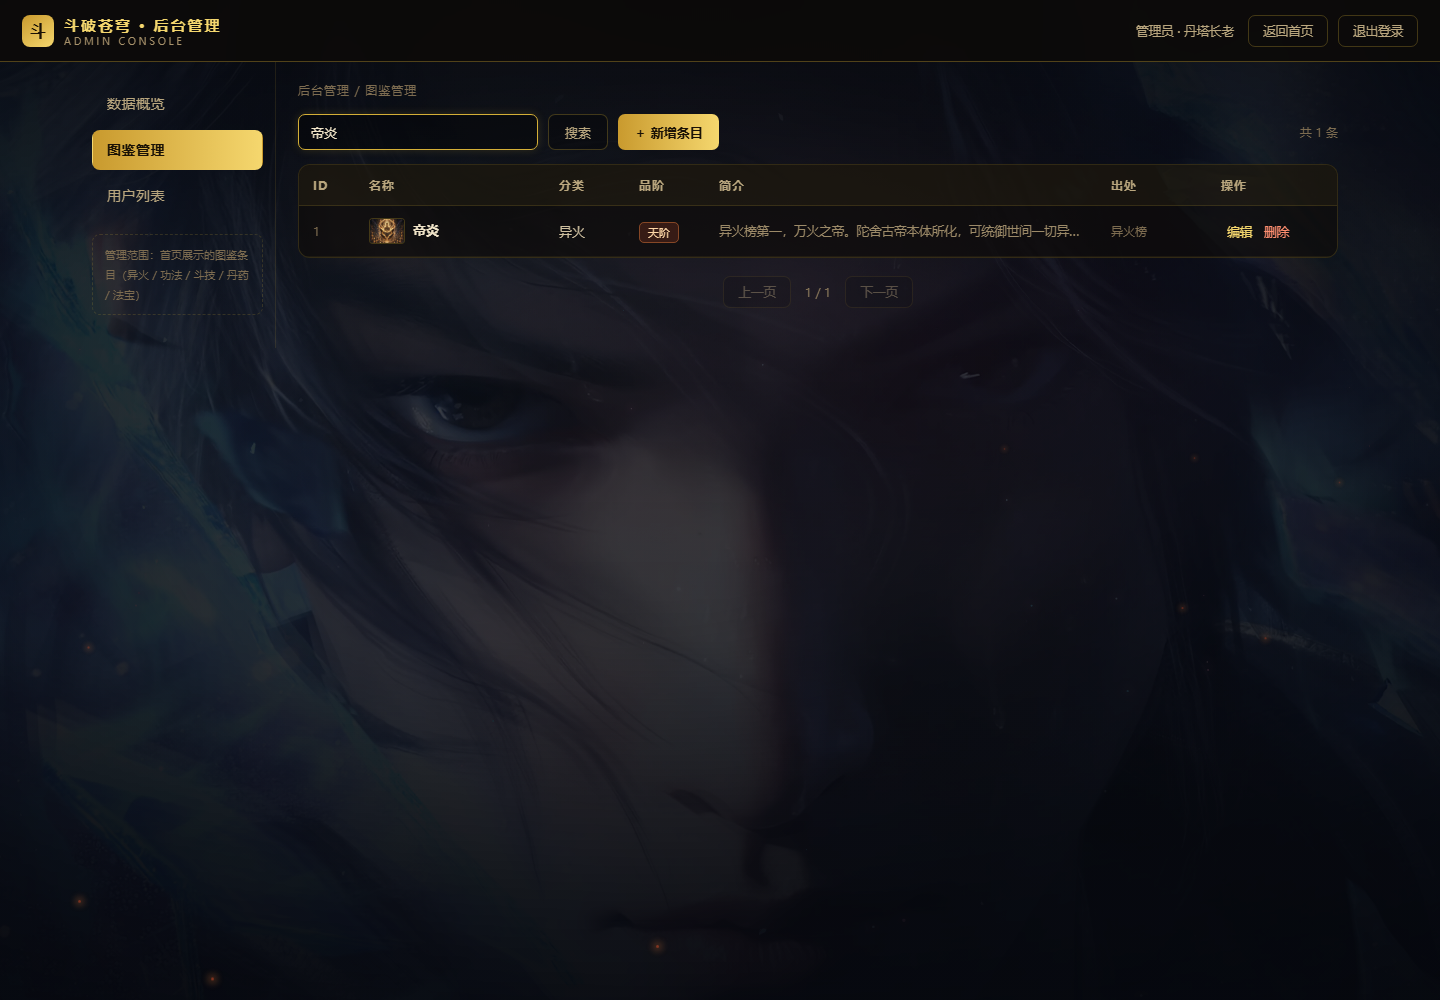 斗
斗破苍穹 • 后台管理
ADMIN CONSOLE
管理员 · 丹塔长老
返回首页
退出登录
数据概览
图鉴管理
用户列表
管理范围：首页展示的图鉴条
目（异火 / 功法 / 斗技 / 丹药
/ 法宝）
后台管理 / 图鉴管理
帝炎
搜索
+ 新增条目
共 1 条
ID 名称 分类 品阶 简介 出处 操作
1 帝炎 异火 天阶 异火榜第一，万火之帝。陀舍古帝本体所化，可统御世间一切异... 异火榜 编辑 删除
上一页 1 / 1 下一页